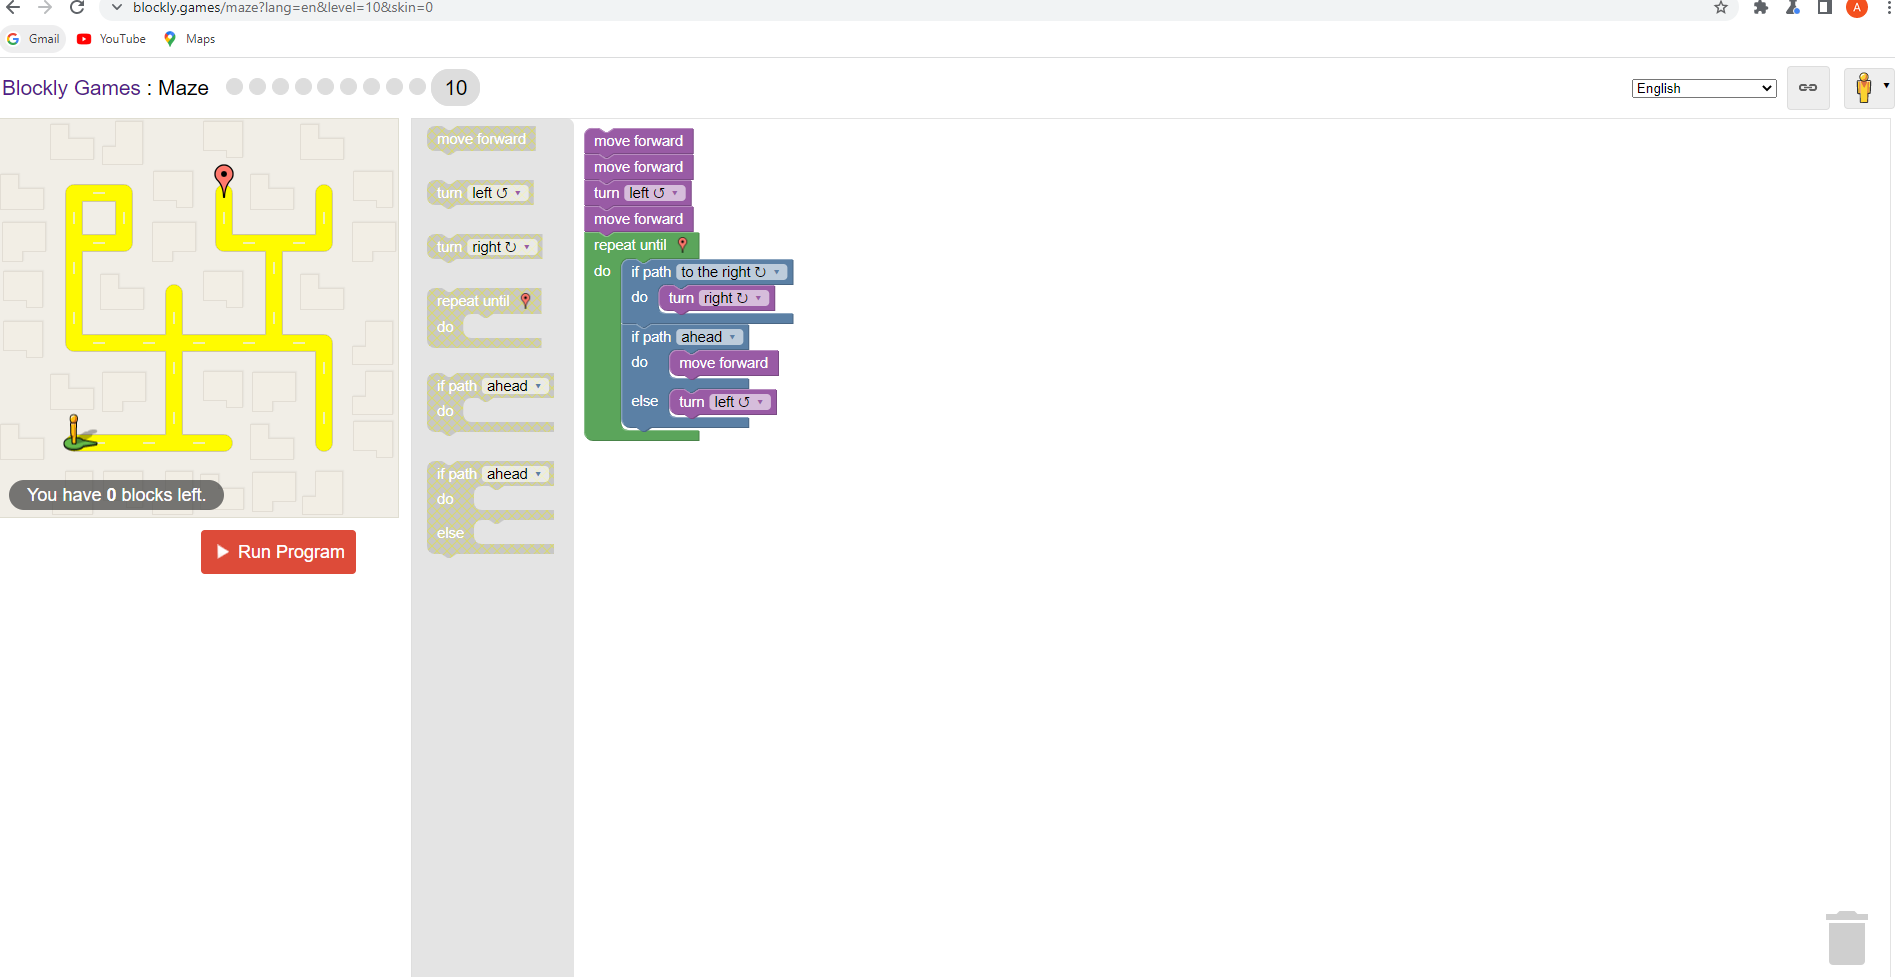 blockly.games/maze?lang=en&level=10&skin=0
A
Gmail YouTube Maps
Blockly Games : Maze 10 English
move forward
turn left ↺
turn right ↻
repeat until
do
if path ahead
do
if path ahead
do
else
move forward
move forward
turn left ↺
move forward
repeat until
do if path to the right ↻
do turn right ↻
if path ahead
do move forward
else turn left ↺
You have 0 blocks left.
Run Program